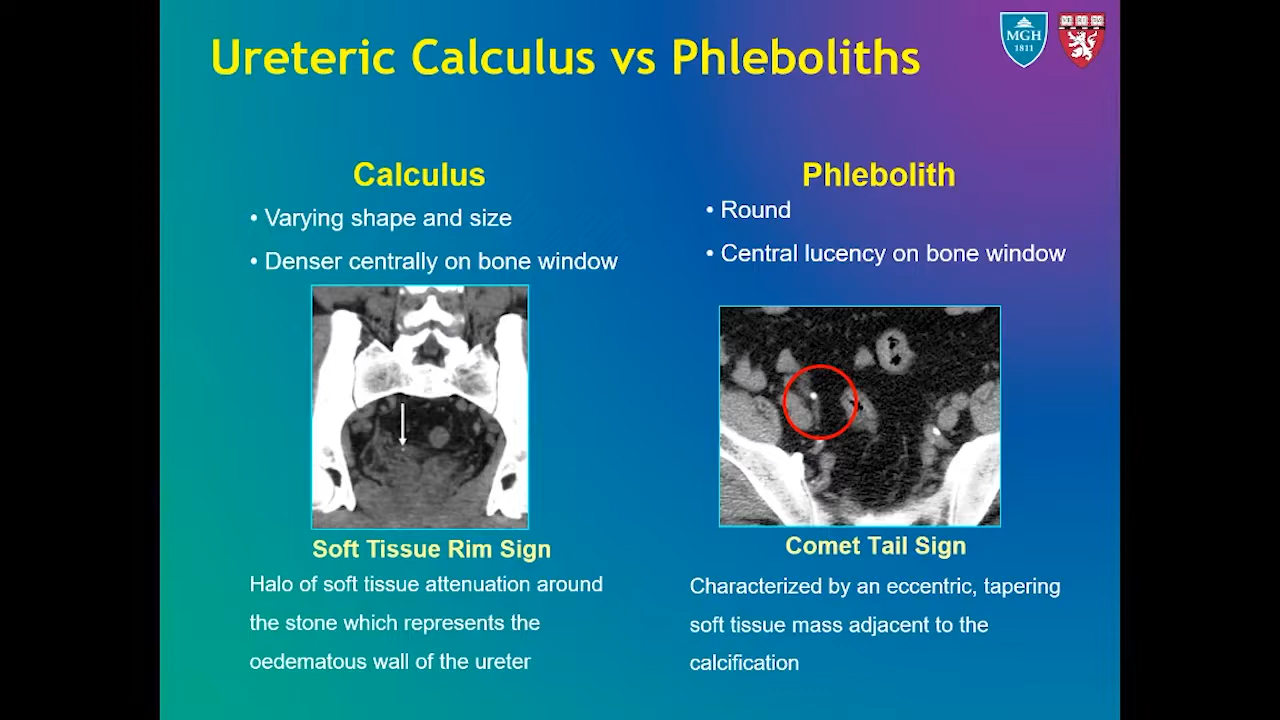 Ureteric Calculus vs Phleboliths
MGH
1811
Calculus
• Varying shape and size
• Denser centrally on bone window
Soft Tissue Rim Sign
Halo of soft tissue attenuation around
the stone which represents the
oedematous wall of the ureter
Phlebolith
• Round
• Central lucency on bone window
Comet Tail Sign
Characterized by an eccentric, tapering
soft tissue mass adjacent to the
calcification